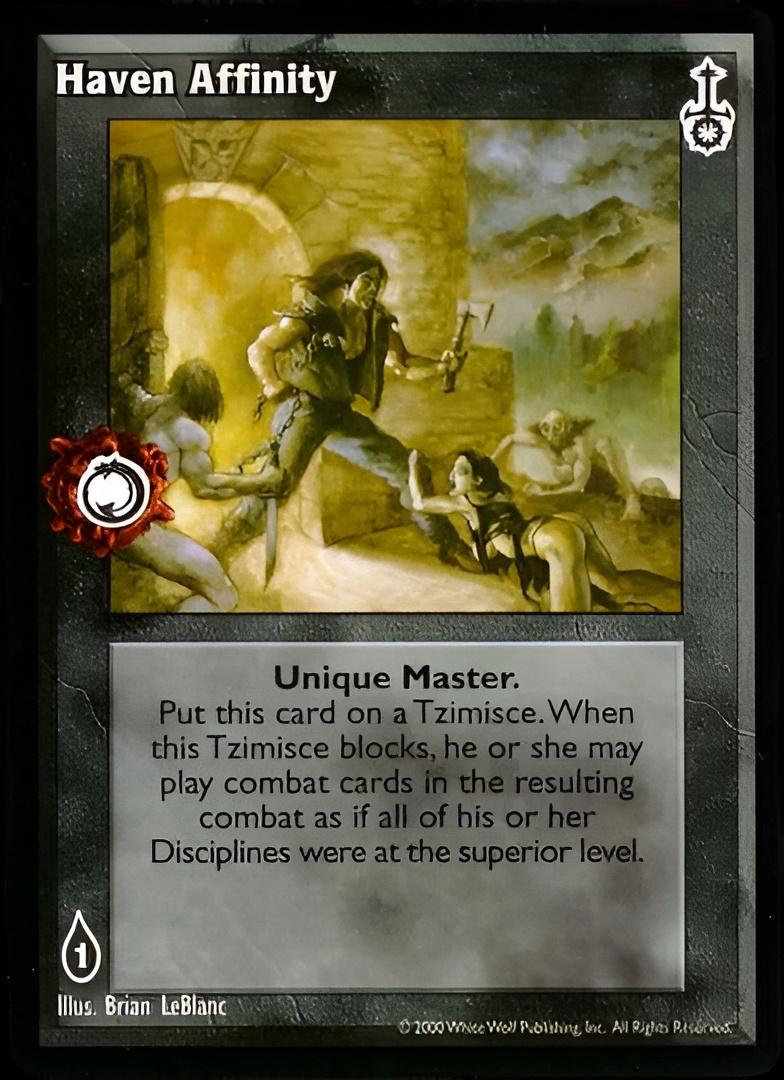 Haven Affinity
Unique Master.
Put this card on a Tzimisce. When
this Tzimisce blocks, he or she may
play combat cards in the resulting
combat as if all of his or her
Disciplines were at the superior level.
1
Illus. Brian LeBlanc
© 2000 White Wolf Publishing, Inc. All Rights Reserved.